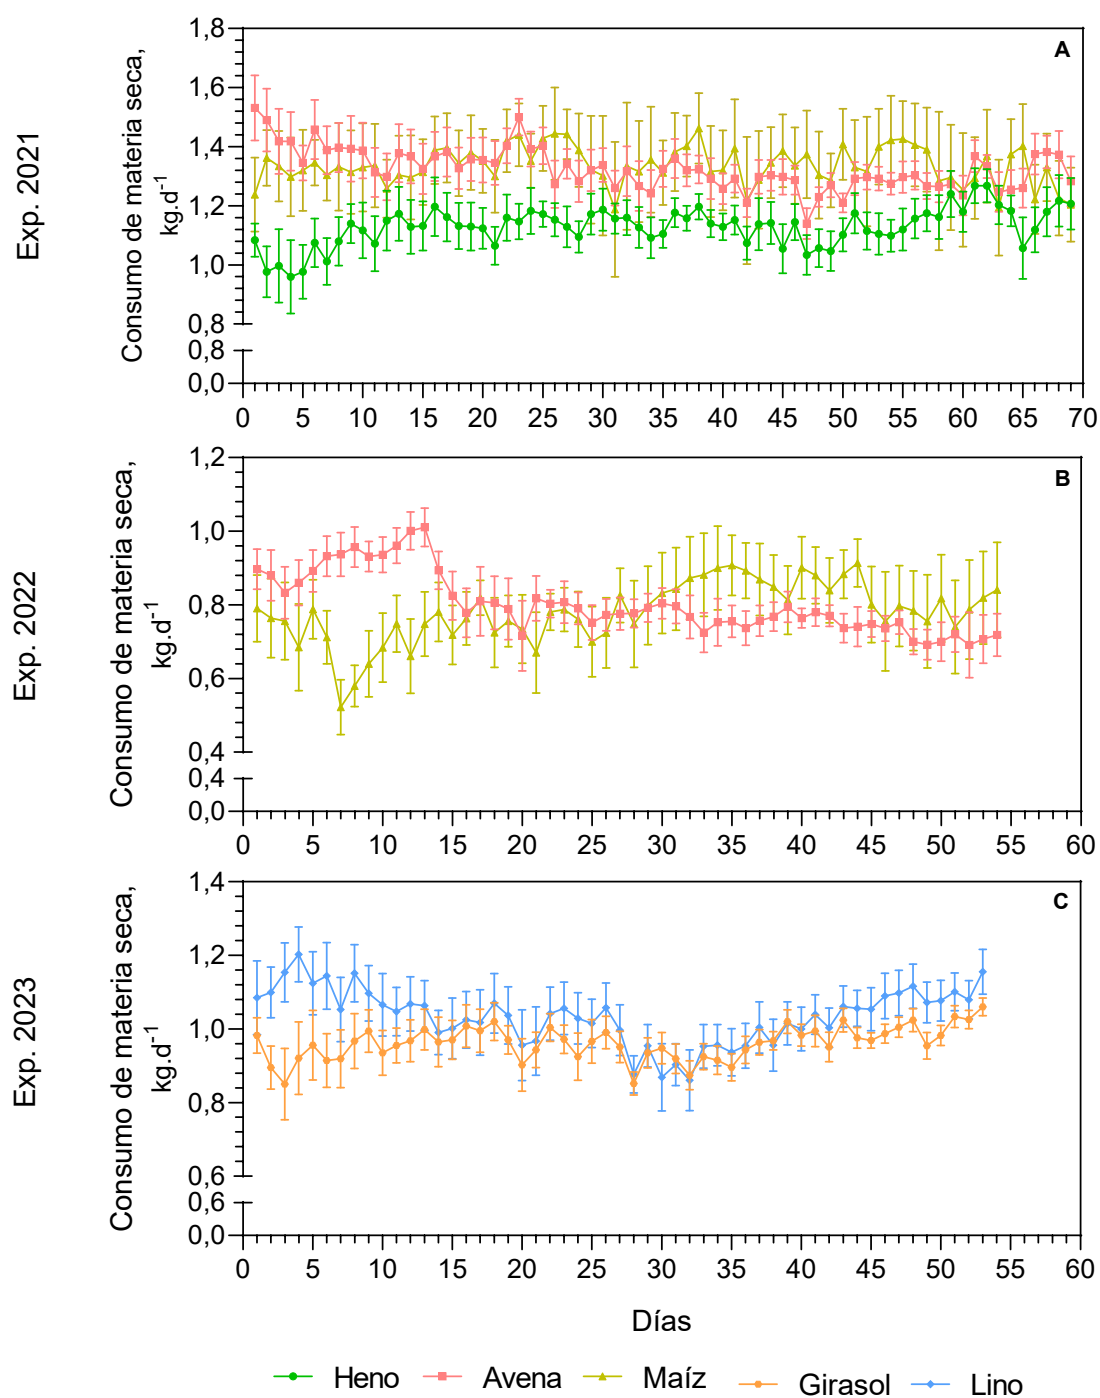 A
Exp. 2021
Consumo de materia seca,
kg.d-1
1,8
1,6
1,4
1,2
1,0
0,8
0,8
0,0
0 5 10 15 20 25 30 35 40 45 50 55 60 65 70
B
Exp. 2022
Consumo de materia seca,
kg.d-1
1,2
1,0
0,8
0,6
0,4
0,4
0,0
0 5 10 15 20 25 30 35 40 45 50 55 60
C
Exp. 2023
Consumo de materia seca,
kg.d-1
1,4
1,2
1,0
0,8
0,6
0,6
0,0
0 5 10 15 20 25 30 35 40 45 50 55 60
Días
Heno Avena Maíz Girasol Lino